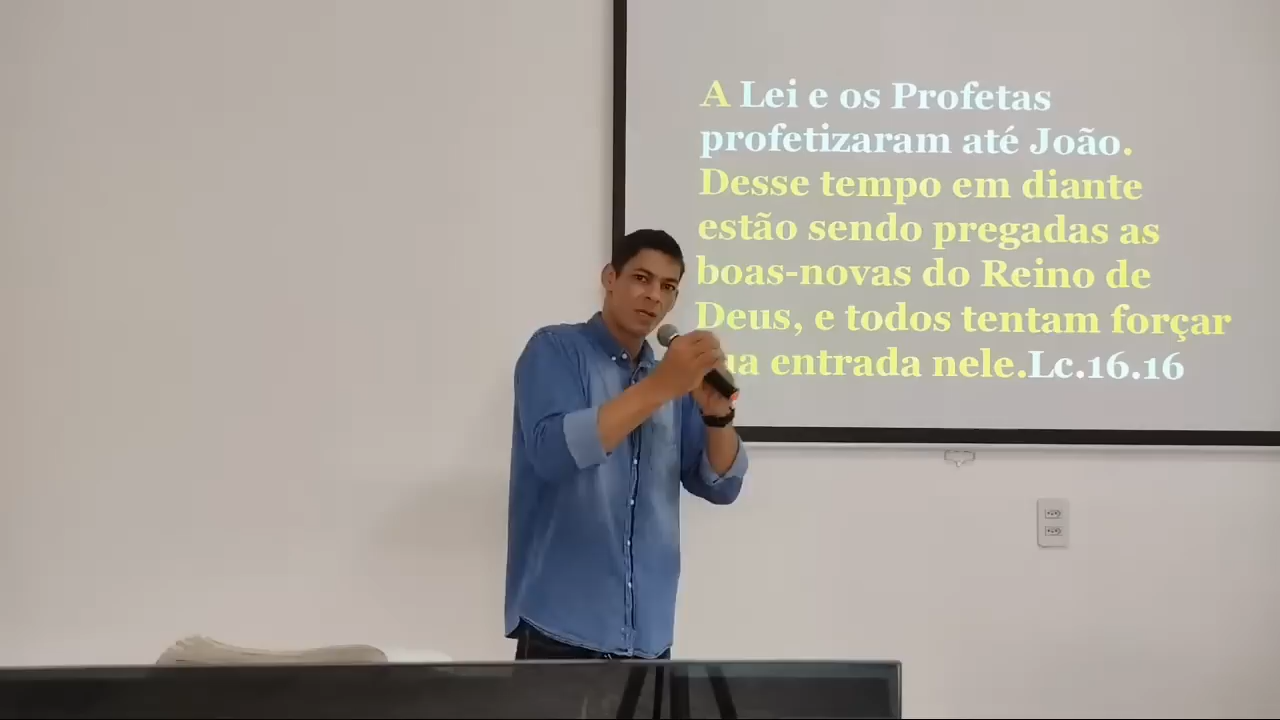 A Lei e os Profetas
profetizaram até João.
Desse tempo em diante
estão sendo pregadas as
boas-novas do Reino de
Deus, e todos tentam forçar
entrada nele.Lc.16.16